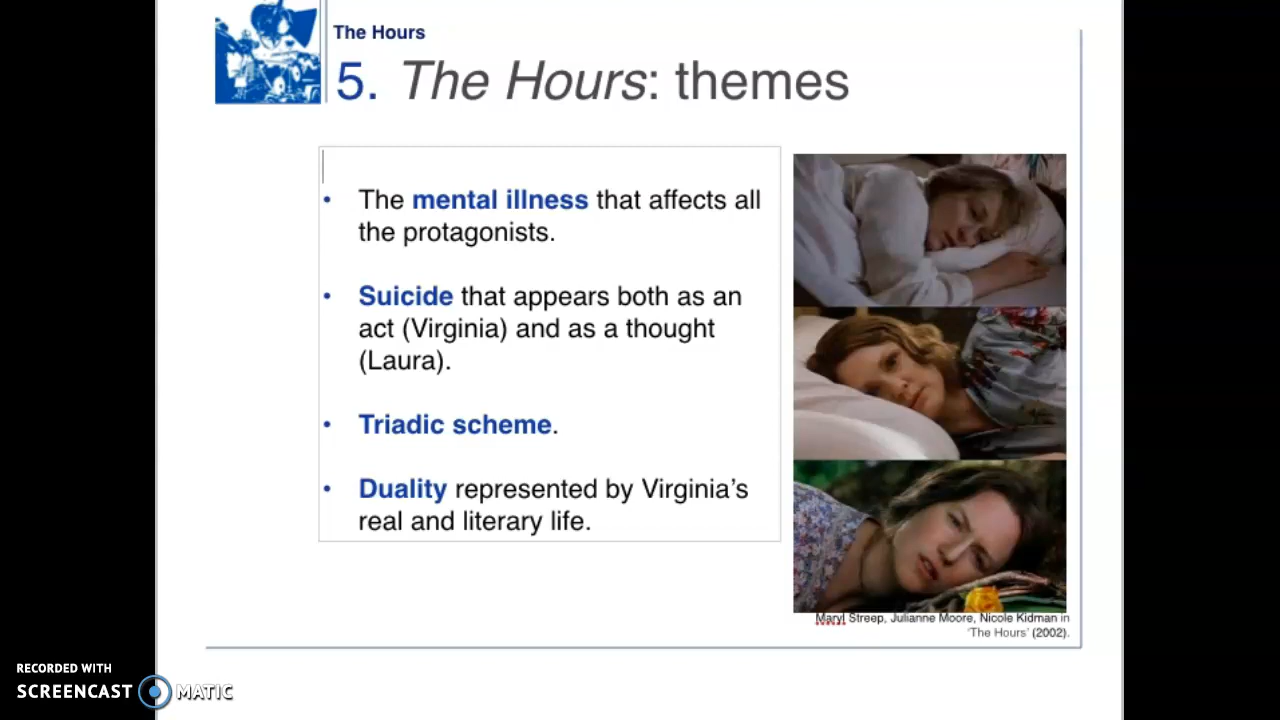 The Hours
5. The Hours: themes
• The mental illness that affects all
the protagonists.
• Suicide that appears both as an
act (Virginia) and as a thought
(Laura).
• Triadic scheme.
• Duality represented by Virginia’s
real and literary life.
Maryl Streep, Julianne Moore, Nicole Kidman in
‘The Hours’ (2002).
RECORDED WITH
SCREENCAST MATIC